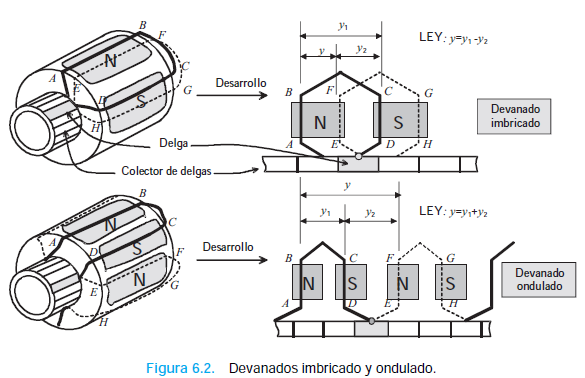 B
F
N
A
E
C
G
D
S
H
Desarrollo
Delga
Colector de delgas
y₁
y
y₂
LEY: y=y₁-y₂
B
F
C
G
N
S
A
E
D
H
Devanado
imbricado
B
N
A
C
D
S
F
E
N
G
H
Desarrollo
y
y₁
y₂
LEY: y=y₁+y₂
B
C
F
G
N
S
N
S
A
D
E
H
Devanado
ondulado
Figura 6.2. Devanados imbricado y ondulado.